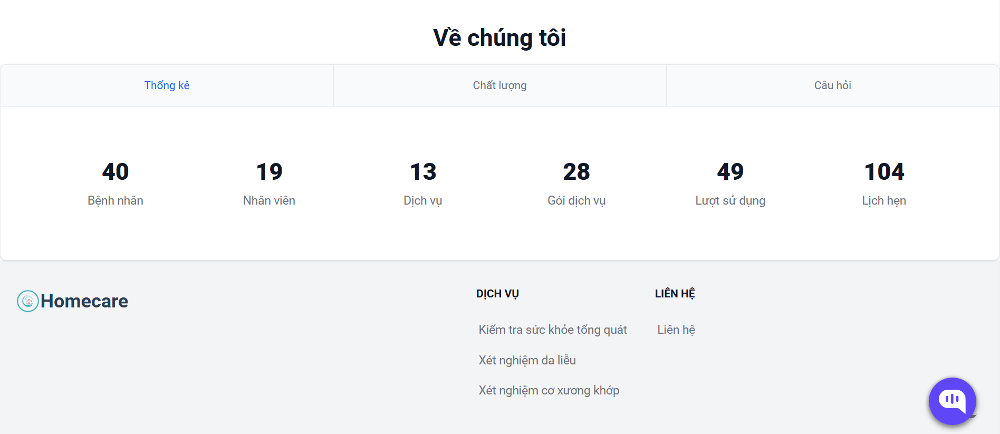 Về chúng tôi
Thống kê
Chất lượng
Câu hỏi
40
19
13
28
49
104
Bệnh nhân
Nhân viên
Dịch vụ
Gói dịch vụ
Lượt sử dụng
Lịch hẹn
Homecare
DỊCH VỤ
Kiểm tra sức khỏe tổng quát
Xét nghiệm da liễu
Xét nghiệm cơ xương khớp
LIÊN HỆ
Liên hệ